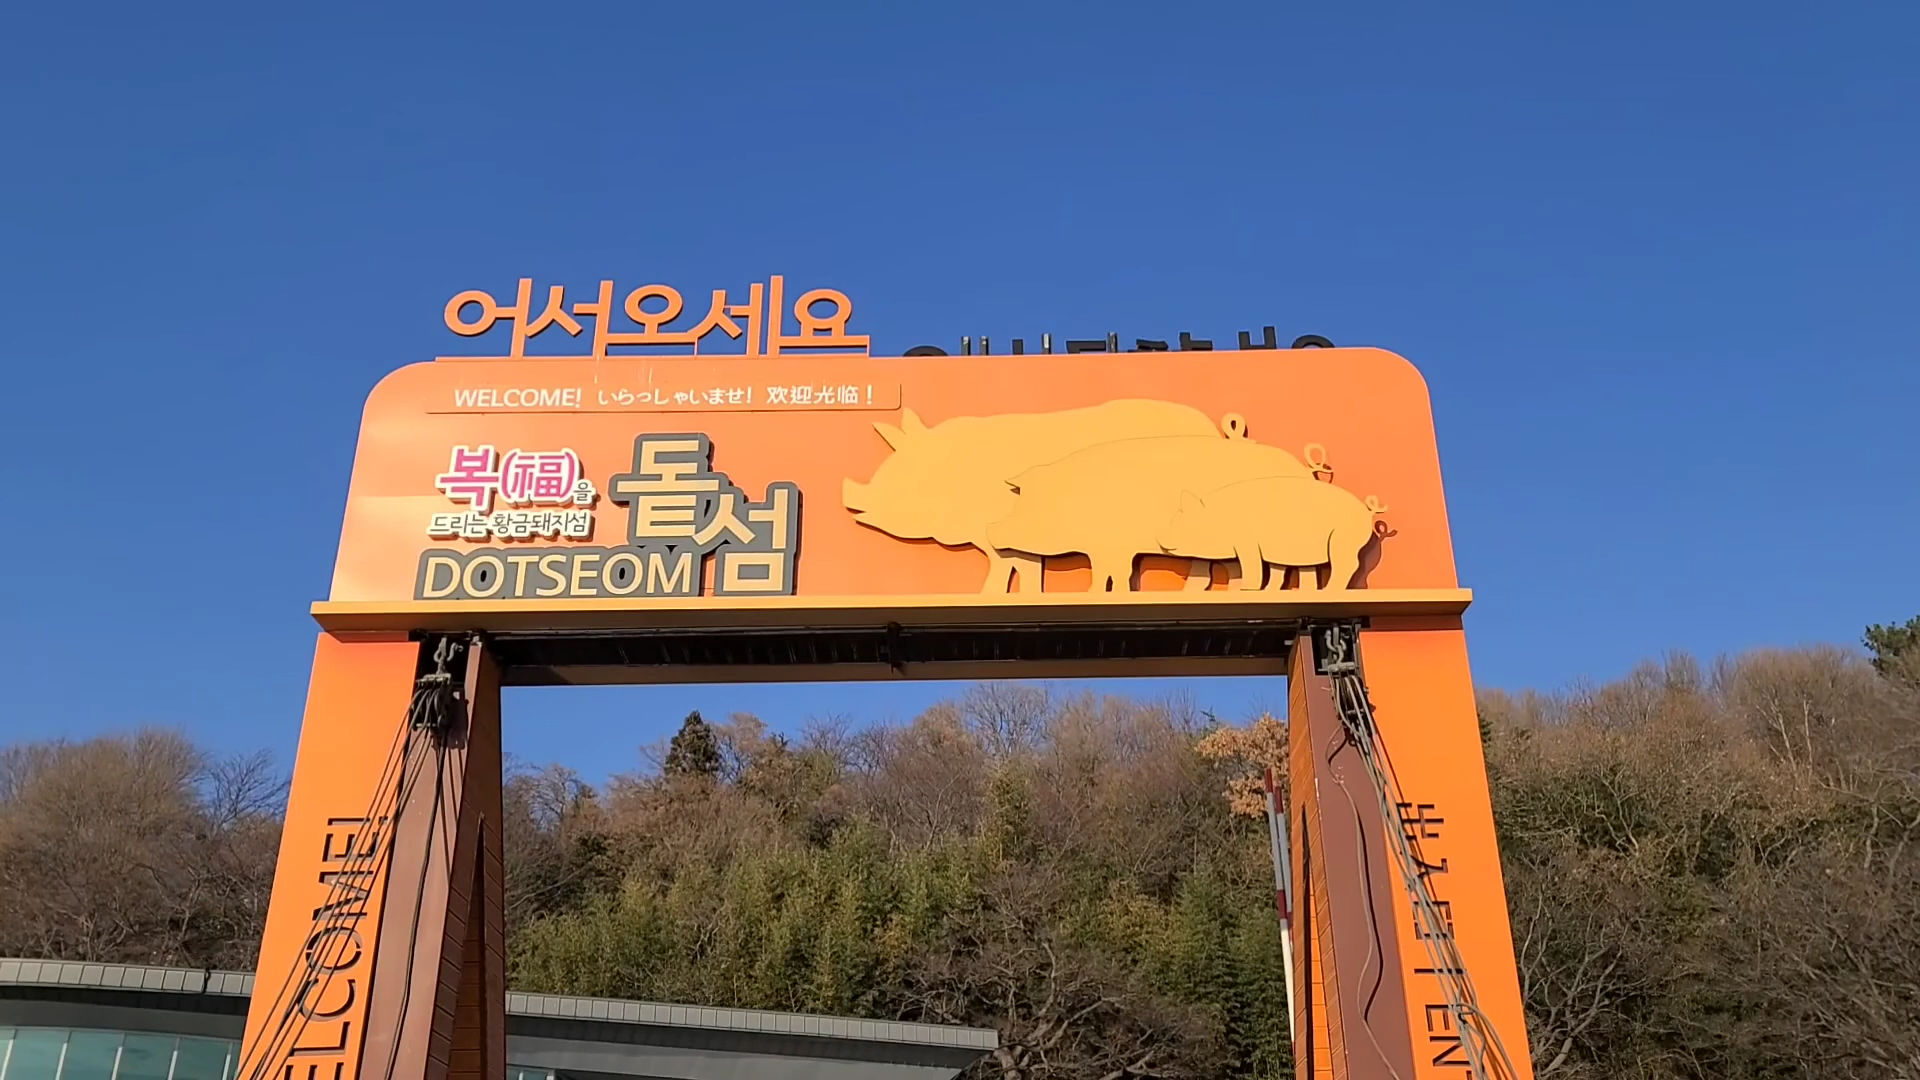 어서오세요
WELCOME! いらっしゃいませ! 欢迎光临!
복(福)을
드리는 황금돼지섬
돝섬
DOTSEOM